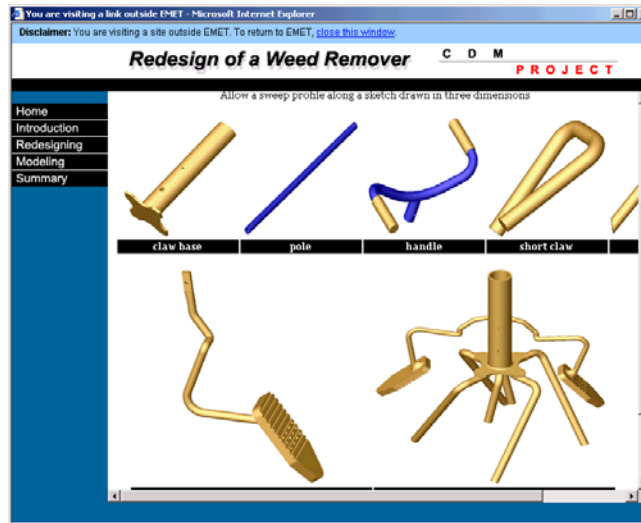 You are visiting a link outside EMET - Microsoft Internet Explorer
Disclaimer: You are visiting a site outside EMET. To return to EMET, close this window.
Redesign of a Weed Remover
C D M
PROJECT
Allow a sweep profile along a sketch drawn in three dimensions
Home
Introduction
Redesigning
Modeling
Summary
claw base
pole
handle
short claw